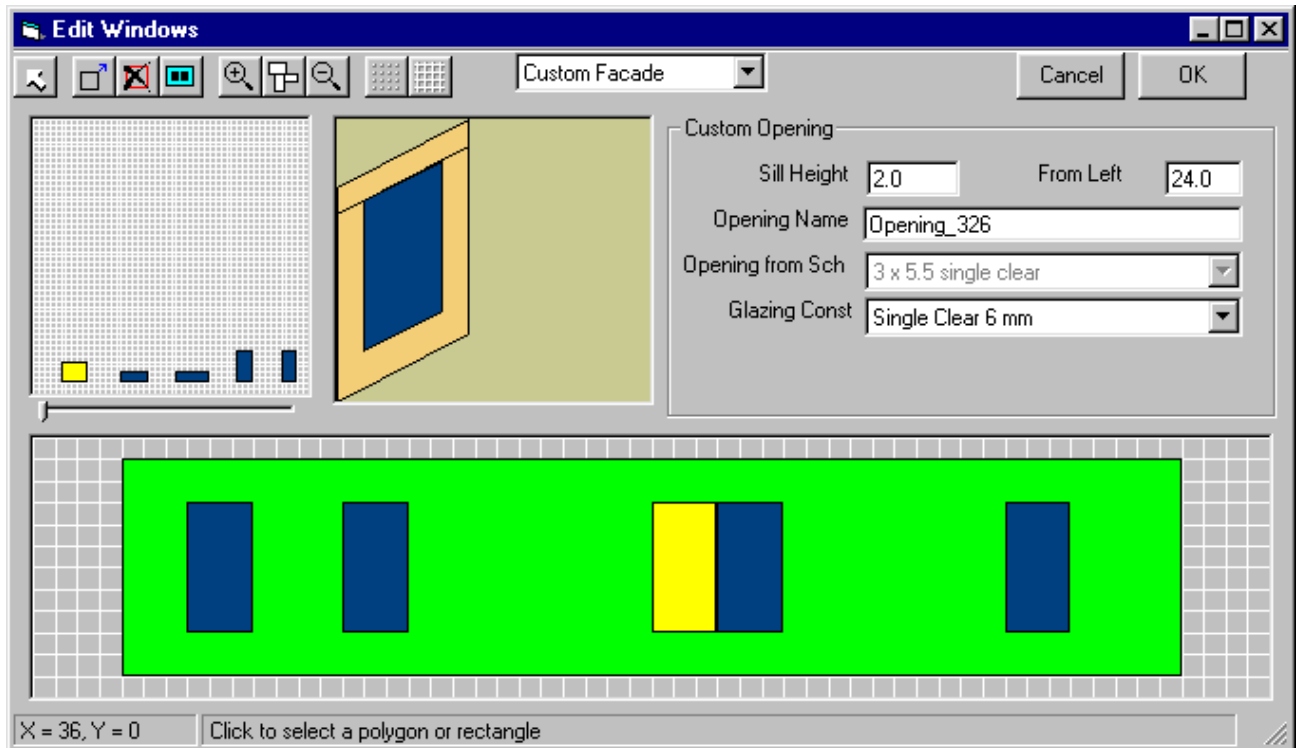 Edit Windows
Custom Facade
Cancel
OK
Custom Opening
Sill Height 2.0 From Left 24.0
Opening Name Opening_326
Opening from Sch 3 x 5.5 single clear
Glazing Const Single Clear 6 mm
X = 36, Y = 0 Click to select a polygon or rectangle